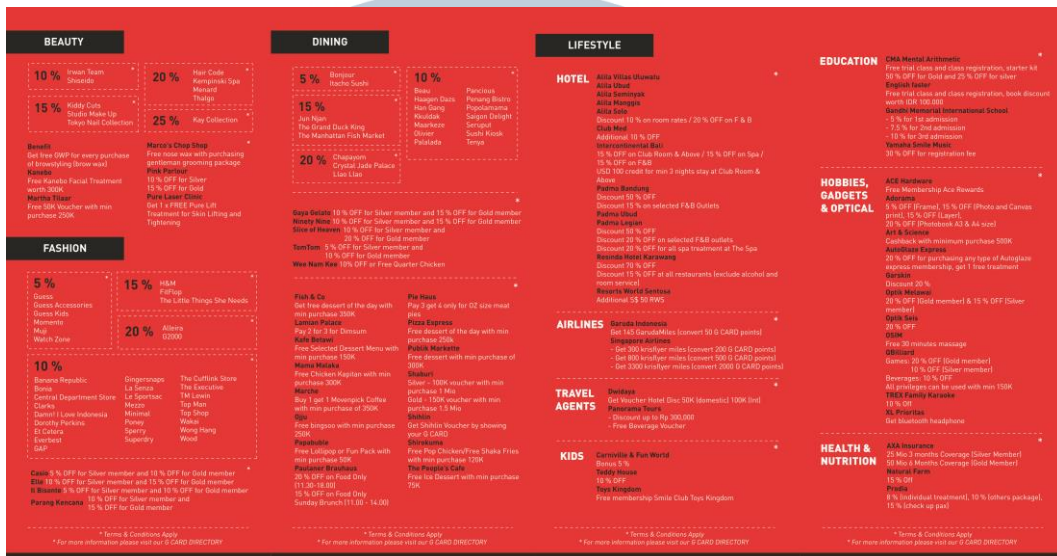 BEAUTY
10 % Irwan Team
Shiseido
15 % Kiddy Cuts
Studio Make Up
Tokyo Nail Collection
20 % Hair Code
Kempinski Spa
Menard
Thalgo
25 % Kay Collection
Benefit
Get free GWP for every purchase
of browstyling (brow wax)
Kanebo
Free Kanebo Facial Treatment
worth 300K
Martha Tilaar
Free 50K Voucher with min
purchase 250K
Marco's Chop Shop
Free nose wax with purchasing
gentleman grooming package
Pink Parlour
10 % OFF for Silver
15 % OFF for Gold
Pure Laser Clinic
Get 1 x FREE Pure Lift
Treatment for Skin Lifting and
Tightening
FASHION
5 %
Guess
Guess Accessories
Guess Kids
Momento
Muji
Watch Zone
15 % H&M
FitFlop
The Little Things She Needs
20 % Alleira
G2000
10 %
Banana Republic
Bonia
Central Department Store
Clarks
Damn! I Love Indonesia
Dorothy Perkins
Et Cetera
Everbest
GAP
Gingersnaps
La Senza
Le Sportsac
Mezzo
Minimal
Poney
Sperry
Superdry
The Cufflink Store
The Executive
TM Lewin
Top Man
Top Shop
Wakai
Wong Hang
Wood
Casio 5 % OFF for Silver member and 10 % OFF for Gold member
Elle 10 % OFF for Silver member and 15 % OFF for Gold member
Il Bisonte 5 % OFF for Silver member and 10 % OFF for Gold member
Parang Kencana 10 % OFF for Silver member and
15 % OFF for Gold member
* Terms & Conditions Apply
* For more information please visit our G CARD DIRECTORY
DINING
5 % Bonjour
Itacho Sushi
15 %
Jun Njan
The Grand Duck King
The Manhattan Fish Market
20 % Chapayom
Crystal Jade Palace
Llao Llao
10 %
Beau
Haagen Dazs
Han Gang
Kkuldak
Maarkeze
Olivier
Palalada
Pancious
Penang Bistro
Popolamama
Saigon Delight
Seruput
Sushi Kiosk
Tenya
Gaya Gelato 10 % OFF for Silver member and 15 % OFF for Gold member
Ninety Nine 10 % OFF for Silver member and 15 % OFF for Gold member
Slice of Heaven 10 % OFF for Silver member and
20 % OFF for Gold member
TomTom 5 % OFF for Silver member and
10 % OFF for Gold member
Wee Nam Kee 10% OFF or Free Quarter Chicken
Fish & Co
Get free dessert of the day with
min purchase 350K
Lamian Palace
Pay 2 for 3 for Dimsum
Kafe Betawi
Free Selected Dessert Menu with
min purchase 150K
Mama Malaka
Free Chicken Kapitan with min
purchase 300K
Marche
Buy 1 get 1 Movenpick Coffee
with min purchase of 350K
Ojju
Free bingsoo with min purchase
250K
Popobubble
Free Lollipop or Fun Pack with
min purchase 50K
Paulaner Brauhaus
20 % OFF on Food Only
(11.30-18.00)
15 % OFF on Food Only
Sunday Brunch (11.00 - 14.00)
Pie Haus
Pay 3 get 4 only for OZ size meat
pies
Pizza Express
Free dessert of the day with min
purchase 250k
Publik Markette
Free dessert with min purchase of
300K
Shaburi
Silver - 100K voucher with min
purchase 1 Mio
Gold - 150K voucher with min
purchase 1,5 Mio
Shihlin
Get Shihlin Voucher by showing
your G CARD
Shirokuma
Free Pop Chicken/Free Shaka Fries
with min purchase 120K
The People's Cafe
Free Ice Dessert with min purchase
75K
* Terms & Conditions Apply
* For more information please visit our G CARD DIRECTORY
LIFESTYLE
HOTEL
Alila Villas Uluwatu
Alila Ubud
Alila Seminyak
Alila Manggis
Alila Solo
Discount 10 % on room rates / 20 % OFF on F & B
Club Med
Additional 10 % OFF
Intercontinental Bali:
15 % OFF on Club Room & Above / 15 % OFF on Spa /
15 % OFF on F&B
USD 100 credit for min 3 nights stay at Club Room &
Above
Padma Bandung
Discount 50 % OFF
Discount 15 % on selected F&B Outlets
Padma Ubud
Padma Legian
Discount 50 % OFF
Discount 20 % OFF on selected F&B outlets
Discount 20 % OFF for all spa treatment at The Spa
Resinda Hotel Karawang
Discount 70 % OFF
Discount 15 % OFF at all restaurants (exclude alcohol and
room service)
Resorts World Sentosa
Additional S$ 50 RWS
AIRLINES
Garuda Indonesia
Get 145 GarudaMiles (convert 50 G CARD points)
Singapore Airlines
- Get 300 krisflyer miles (convert 200 G CARD points)
- Get 800 krisflyer miles (convert 500 G CARD points)
- Get 3300 krisflyer miles (convert 2000 G CARD points)
TRAVEL
AGENTS
Dwidaya
Get Voucher Hotel Disc 50K (domestic) 100K (int)
Panorama Tours
- Discount up to Rp 300,000
- Free Beverage Voucher
KIDS
Carniville & Fun World
Bonus 5 %
Teddy House
18 % OFF
Toys Kingdom
Free membership Smile Club Toys Kingdom
EDUCATION
CMA Mental Arithmetic
Free trial class and class registration, starter kit
50 % OFF for Gold and 25 % OFF for silver
English faster
Free trial class and class registration, book discount
worth IDR 100.000
Gandhi Memorial International School
- 5 % for 1st admission
- 7.5 % for 2nd admission
- 10 % for 3rd admission
Yamaha Smile Music
30 % OFF for registration fee
HOBBIES,
GADGETS
& OPTICAL
ACE Hardware
Free Membership Ace Rewards
Adorama
5 % OFF (Frame), 15 % OFF (Photo and Canvas
print), 15 % OFF (Layer),
20 % OFF (Photobook A3 & A4 size)
Art & Science
Cashback with minimum purchase 500K
AutoGlaze Express
20 % OFF for purchasing any type of Autoglaze
express membership, get 1 free treatment
Gorskin
Discount 20 %
Optik Melawai
20 % OFF (Gold member) & 15 % OFF (Silver
member)
Optik Seis
20 % OFF
OSIM
Free 30 minutes massage
QBilliard
Games: 20 % OFF (Gold member)
10 % OFF (Silver member)
Beverages: 10 % OFF
All privileges can be used with min 150K
TREX Family Karaoke
10 % Off
XL Prioritas
Get bluetooth headphone
HEALTH &
NUTRITION
AXA Insurance
25 Mio 3 months Coverage (Silver Member)
50 Mio 6 Months Coverage (Gold Member)
Natural Farm
15 % Off
Prodia
8 % (individual treatment), 10 % (others package),
15 % (check up pax)
* Terms & Conditions Apply
* For more information please visit our G CARD DIRECTORY